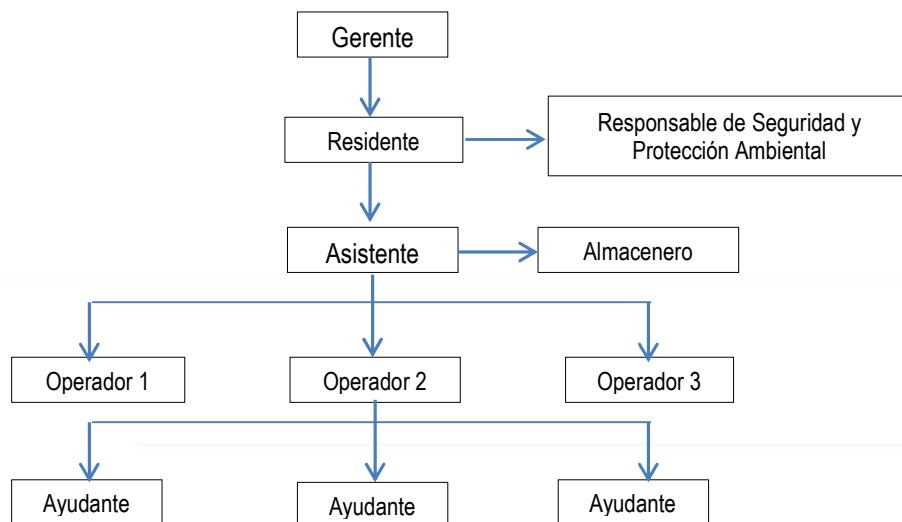 Gerente
Residente
Responsable de Seguridad y
Protección Ambiental
Asistente
Almacenero
Operador 1
Operador 2
Operador 3
Ayudante
Ayudante
Ayudante